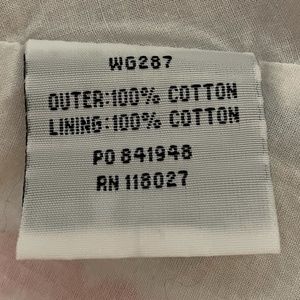 WG287
OUTER:100% COTTON
LINING:100% COTTON
PO 841948
RN 118027